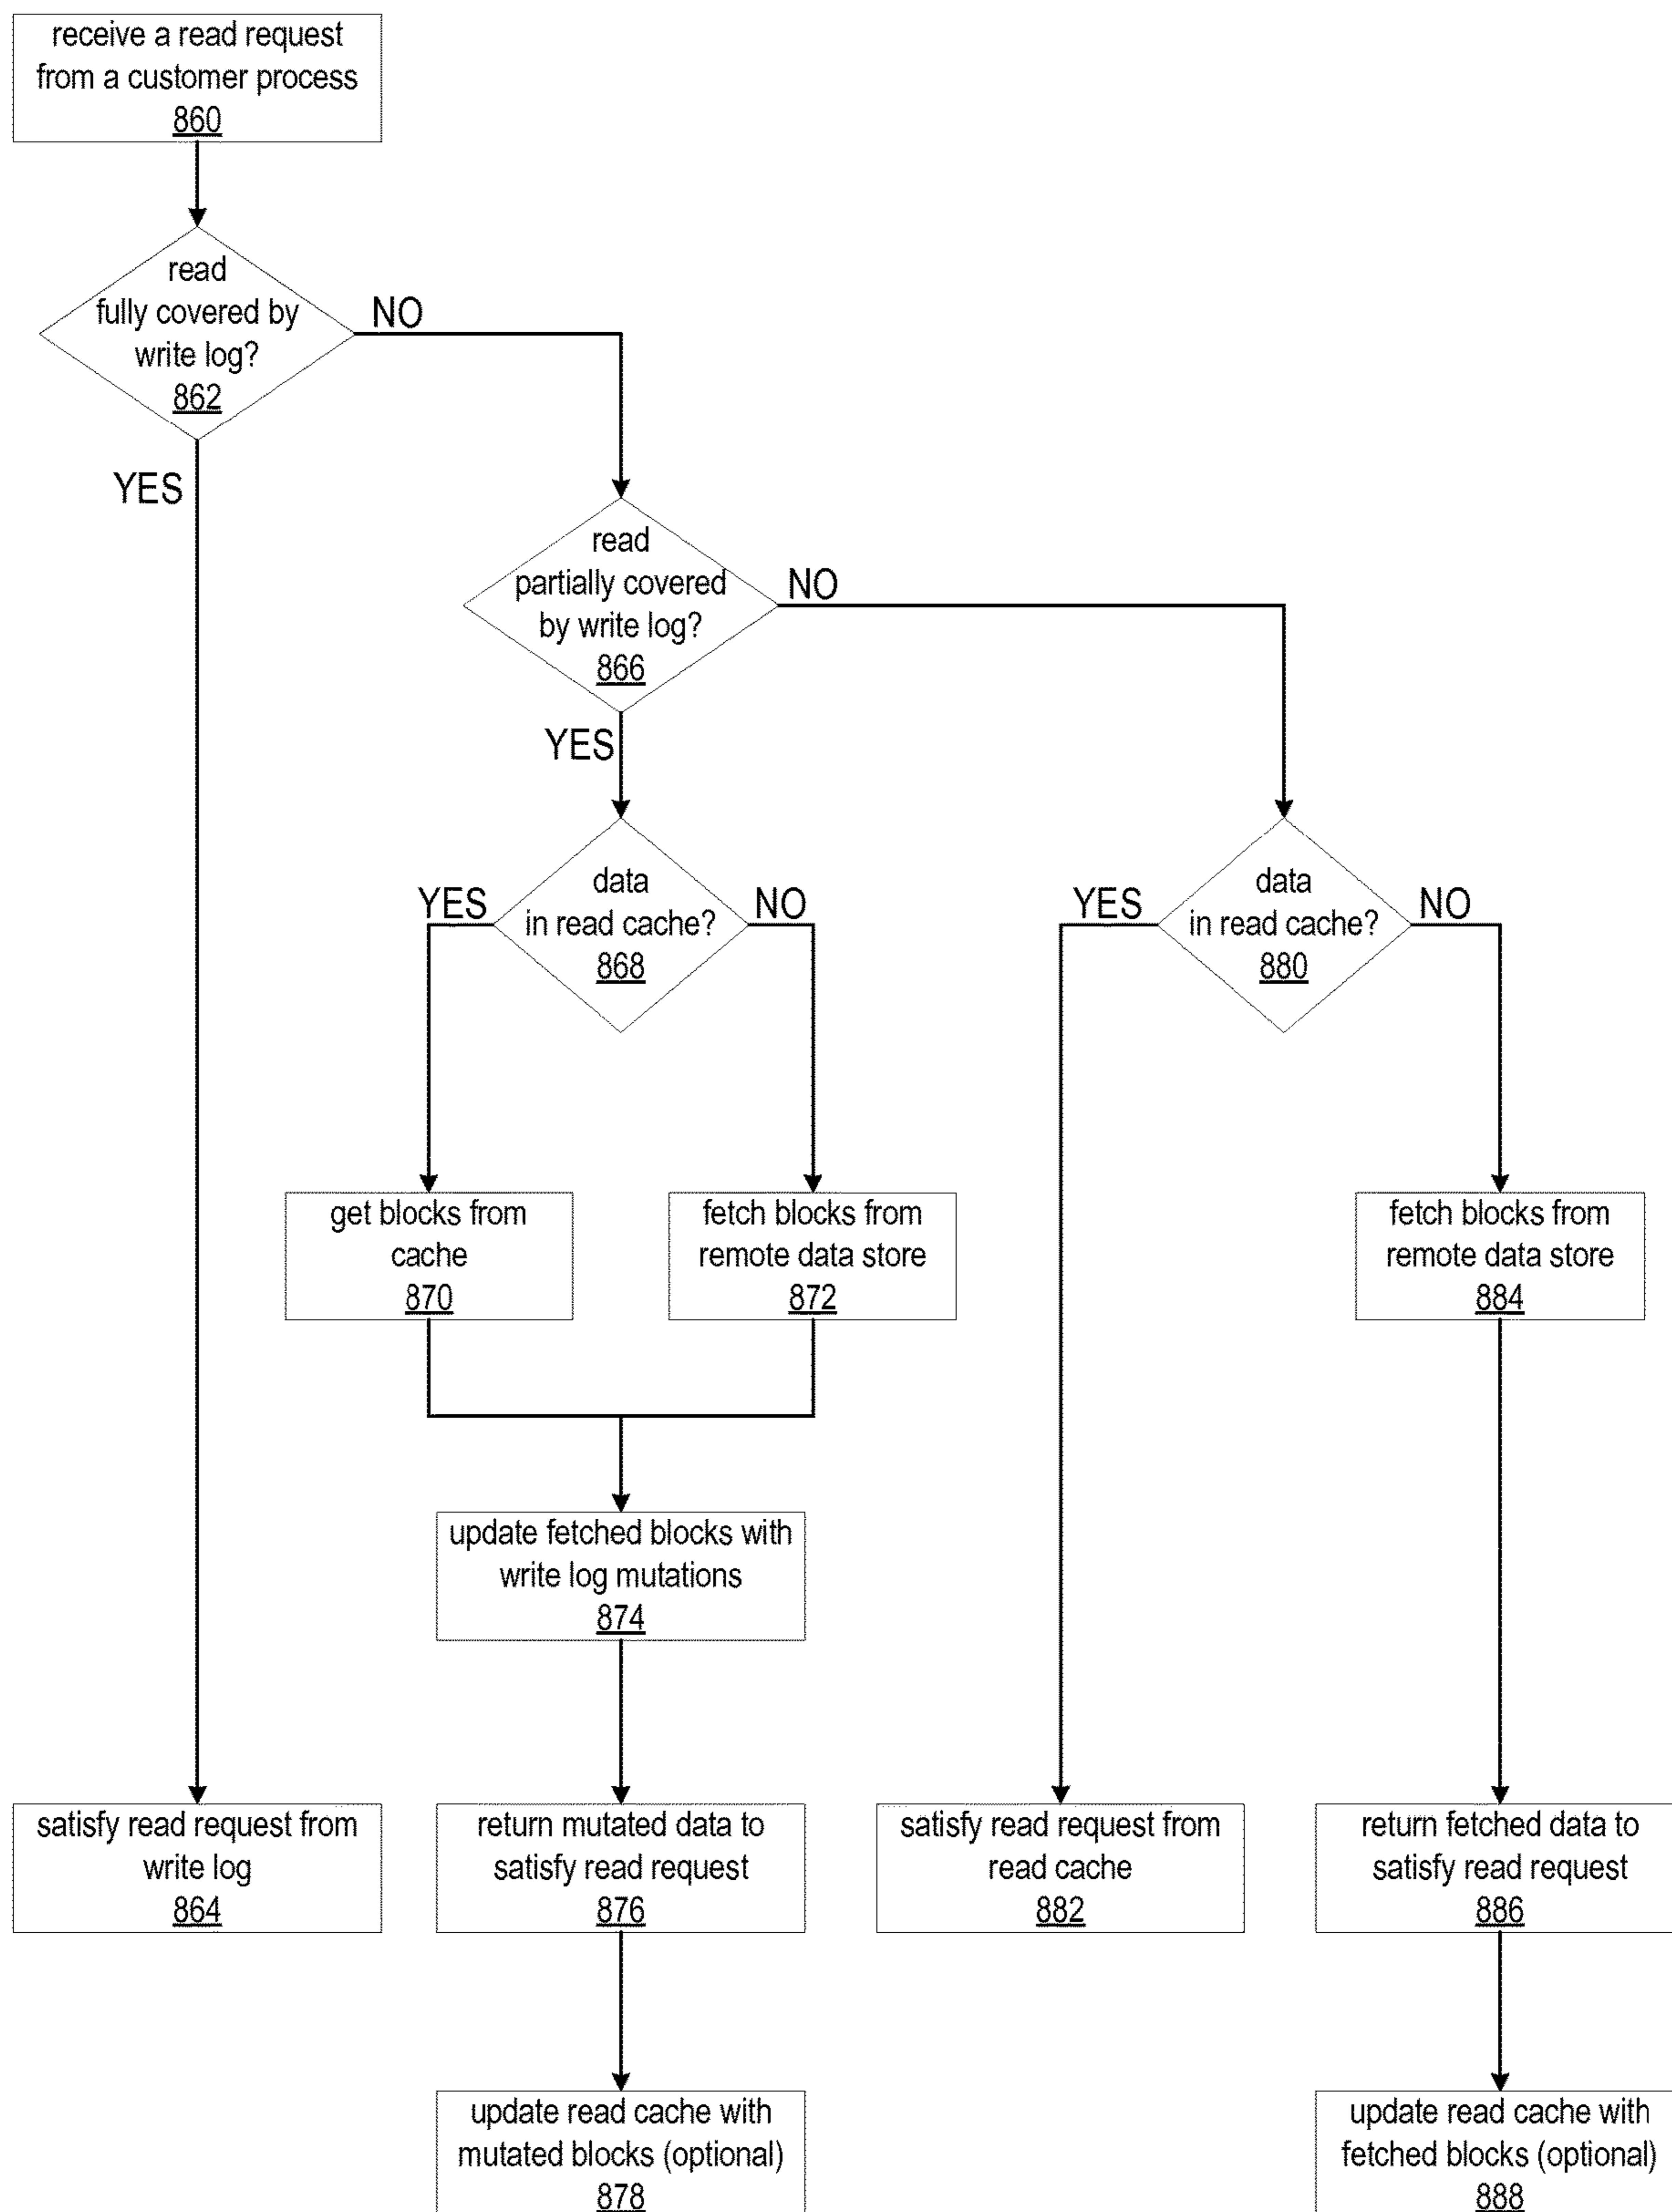 receive a read request
from a customer process
860
read
fully covered by
write log?
862
NO
YES
read
partially covered
by write log?
866
NO
YES
data
in read cache?
868
YES
NO
data
in read cache?
880
YES
NO
get blocks from
cache
870
fetch blocks from
remote data store
872
fetch blocks from
remote data store
884
update fetched blocks with
write log mutations
874
satisfy read request from
write log
864
return mutated data to
satisfy read request
876
satisfy read request from
read cache
882
return fetched data to
satisfy read request
886
update read cache with
mutated blocks (optional)
878
update read cache with
fetched blocks (optional)
888